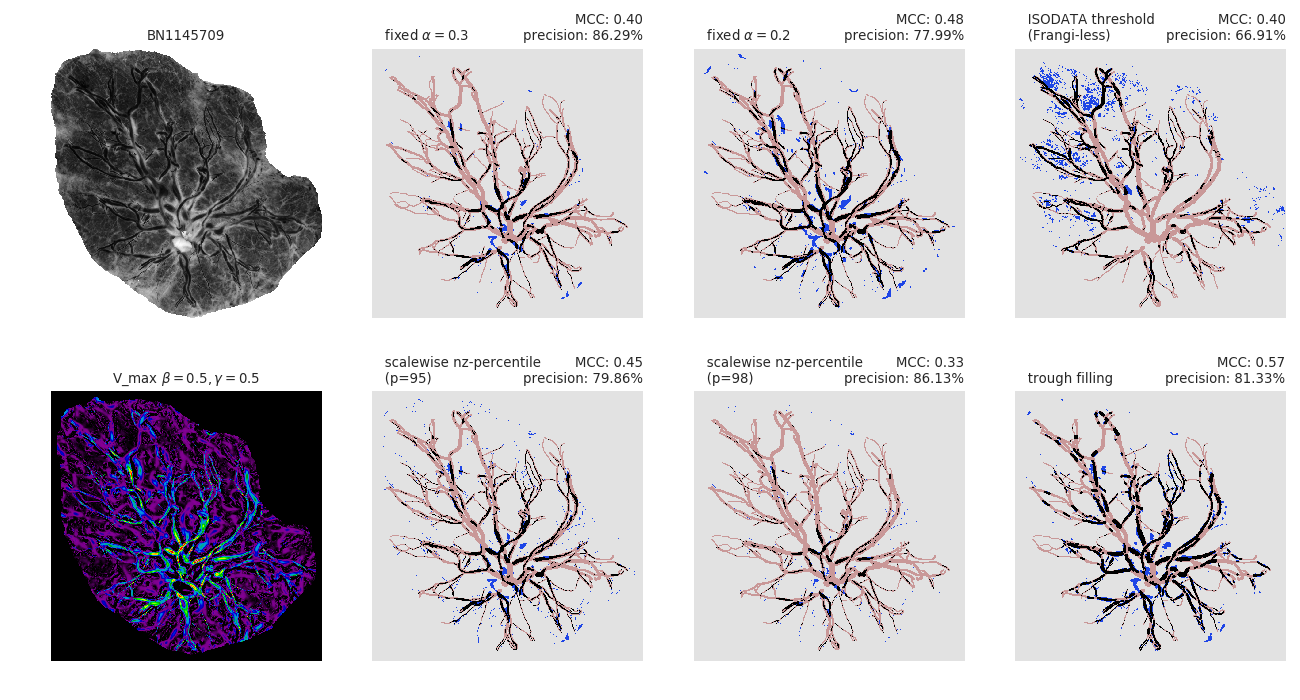 BN1145709
MCC: 0.40
fixed α = 0.3 precision: 86.29%
MCC: 0.48
fixed α = 0.2 precision: 77.99%
ISODATA threshold MCC: 0.40
(Frangi-less) precision: 66.91%
V_max β = 0.5, γ = 0.5
scalewise nz-percentile MCC: 0.45
(p=95) precision: 79.86%
scalewise nz-percentile MCC: 0.33
(p=98) precision: 86.13%
MCC: 0.57
trough filling precision: 81.33%